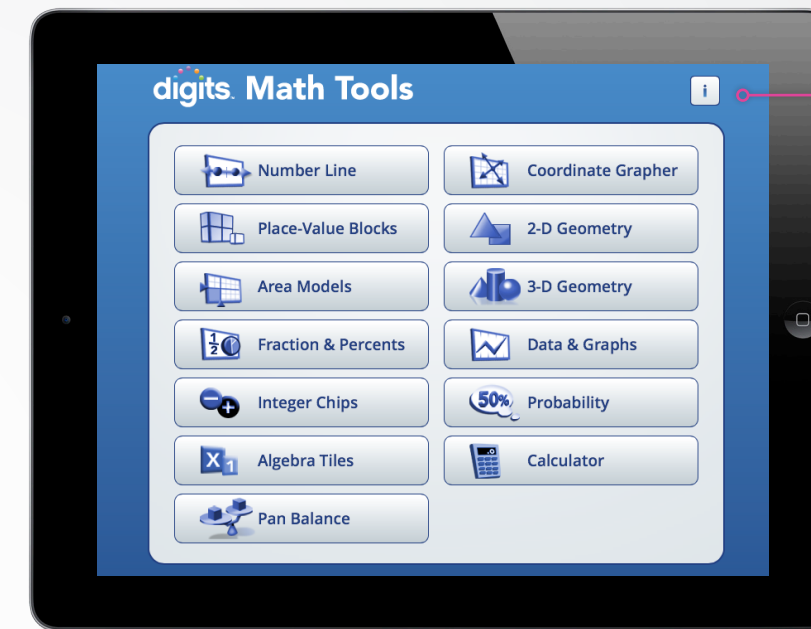 digits. Math Tools
i
Number Line
Coordinate Grapher
Place-Value Blocks
2-D Geometry
Area Models
3-D Geometry
1/2
Fraction & Percents
Data & Graphs
Integer Chips
50%
Probability
X 1
Algebra Tiles
.0
Calculator
Pan Balance